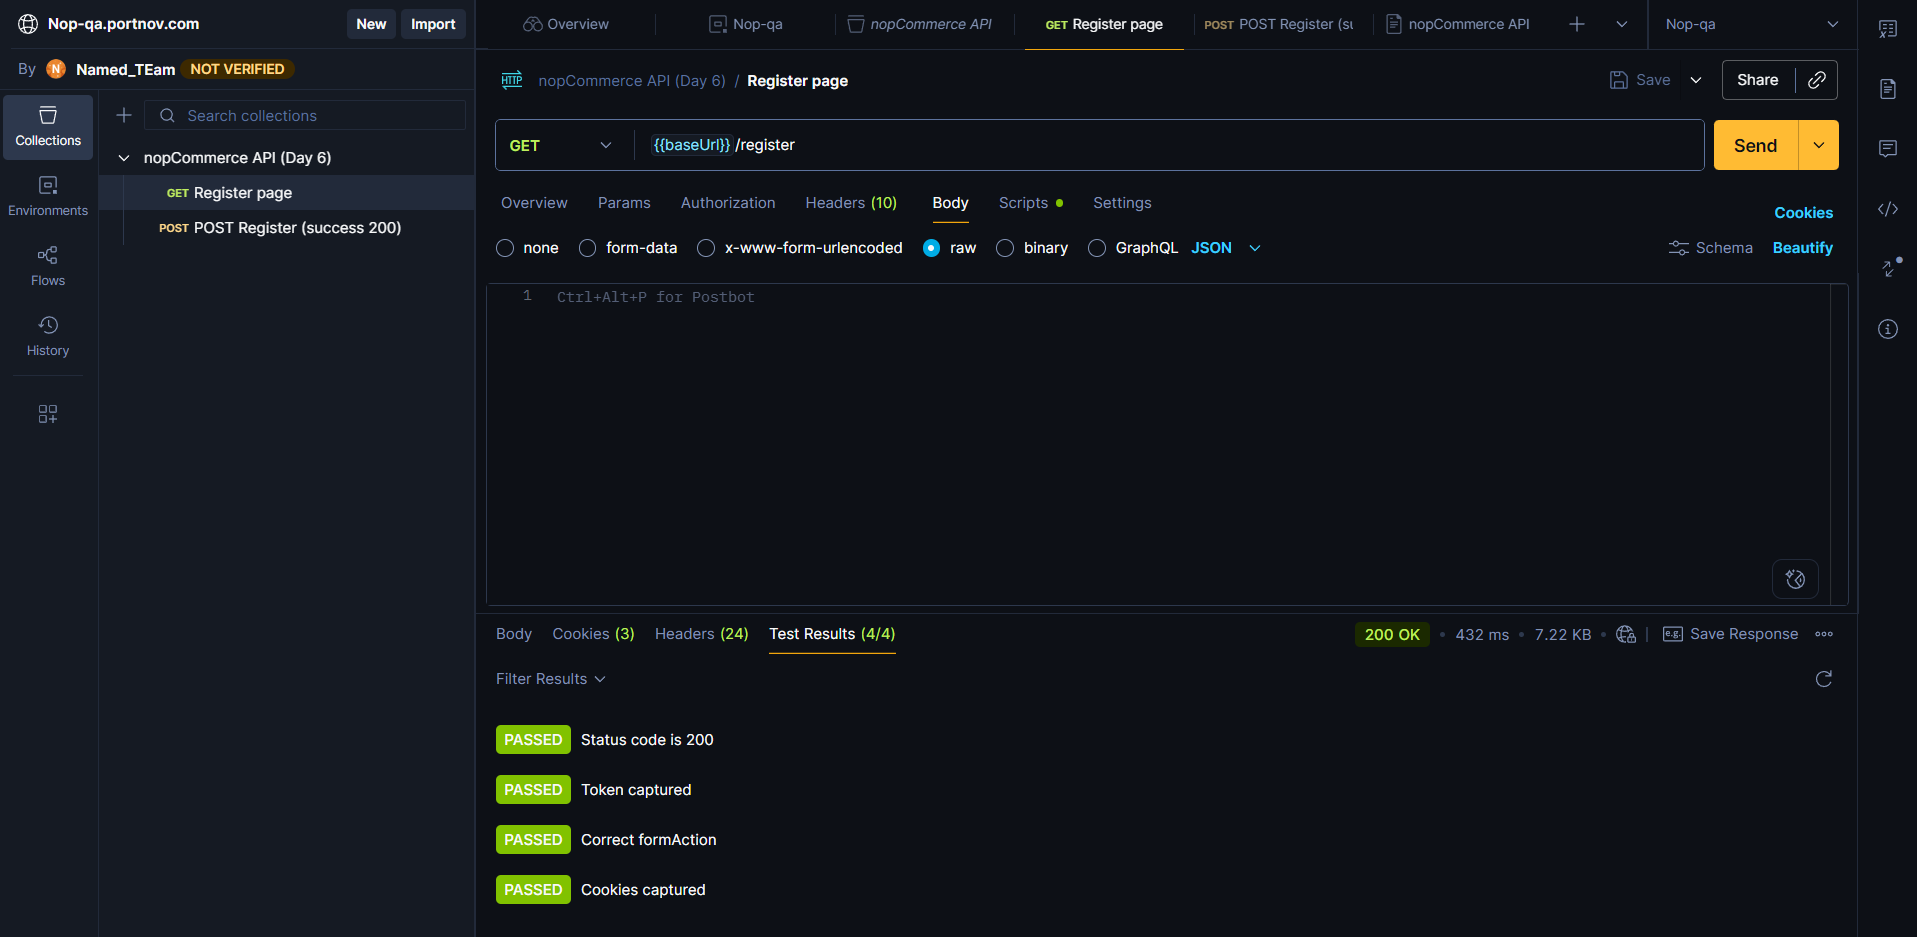 Nop-qa.portnov.com
New
Import
By N Named_TEam NOT VERIFIED
Collections
Environments
Flows
History
Search collections
nopCommerce API (Day 6)
GET Register page
POST POST Register (success 200)
Overview
Nop-qa
nopCommerce API
GET Register page
POST POST Register (su
nopCommerce API
Nop-qa
HTTP nopCommerce API (Day 6) / Register page
Save
Share
GET
{{baseUrl}}/register
Send
Overview Params Authorization Headers (10) Body Scripts Settings
Cookies
none form-data x-www-form-urlencoded raw binary GraphQL JSON
Schema Beautify
1 Ctrl+Alt+P for Postbot
Body Cookies (3) Headers (24) Test Results (4/4)
200 OK • 432 ms • 7.22 KB • e.g. Save Response
Filter Results
PASSED Status code is 200
PASSED Token captured
PASSED Correct formAction
PASSED Cookies captured